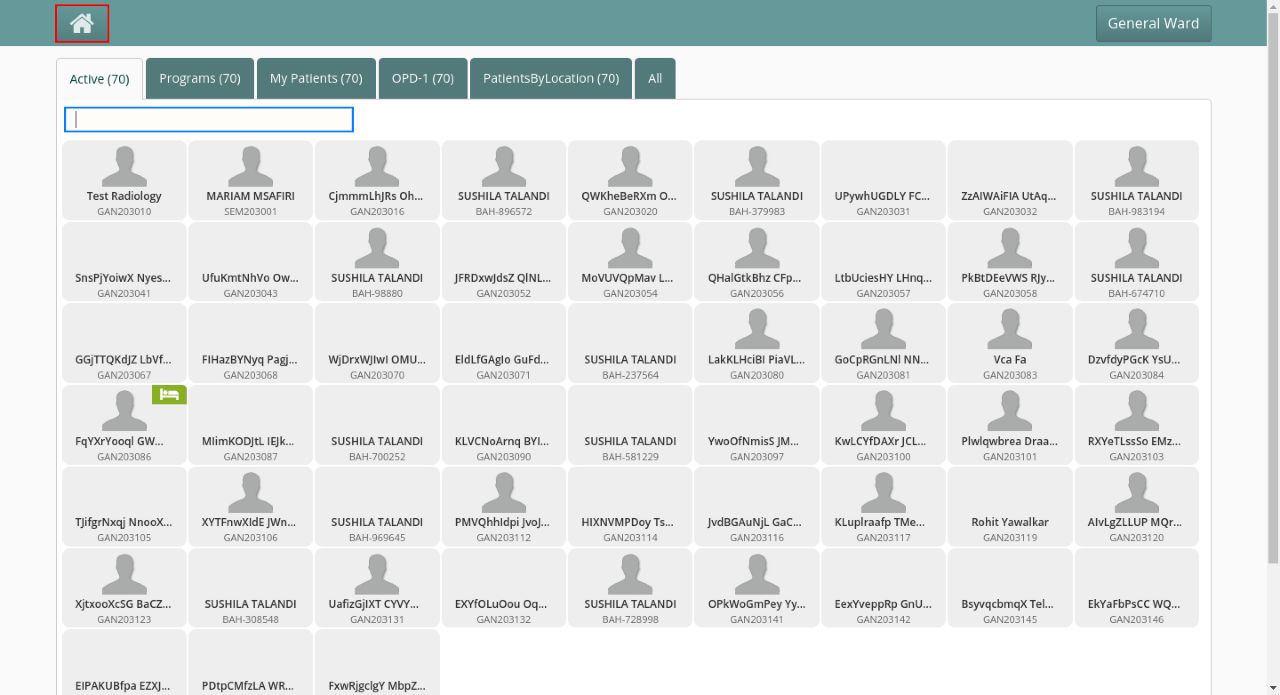 General Ward
Active (70)
Programs (70)
My Patients (70)
OPD-1 (70)
PatientsByLocation (70)
All
Test Radiology
GAN203010
MARIAM MSAFIRI
SEM203001
CjmmmLhJRs Oh...
GAN203016
SUSHILA TALANDI
BAH-896572
QWKheBeRXm O...
GAN203020
SUSHILA TALANDI
BAH-379983
UPywhUGDLY FC...
GAN203031
ZzAIWAiFIA UtAq...
GAN203032
SUSHILA TALANDI
BAH-983194
SnsPjYoiwX Nyes...
GAN203041
UfuKmtNhVo Ow...
GAN203043
SUSHILA TALANDI
BAH-98880
JFRDxwJdsZ QlNL...
GAN203052
MoVUVQpMav L...
GAN203054
QHalGtkBhz CFp...
GAN203056
LtbUciesHY LHnq...
GAN203057
PkBtDEeVWS RJy...
GAN203058
SUSHILA TALANDI
BAH-674710
GGjTTQKdJZ LbVf...
GAN203067
FIHazBYNyq Pagj...
GAN203068
WjDrxWJIwI OMU...
GAN203070
EldLfGAgIo GuFd...
GAN203071
SUSHILA TALANDI
BAH-237564
LakKLHciBI PiaVL...
GAN203080
GoCpRGnLNl NN...
GAN203081
Vca Fa
GAN203083
DzvfdyPGcK YsU...
GAN203084
FqYXrYooql GW...
GAN203086
MIimKODJtL IEJk...
GAN203087
SUSHILA TALANDI
BAH-700252
KLVCNoArnq BYI...
GAN203090
SUSHILA TALANDI
BAH-581229
YwoOfNmisS JM...
GAN203097
KwLCYfDAXr JCL...
GAN203100
Plwlqwbrea Draa...
GAN203101
RXYeTLssSo EMz...
GAN203103
TJifgrNxqj NnooX...
GAN203105
XYTFnwXIdE JWn...
GAN203106
SUSHILA TALANDI
BAH-969645
PMVQhhIdpi JvoJ...
GAN203112
HIXNVMPDoy Ts...
GAN203114
JvdBGAuNjL GaC...
GAN203116
KLuplraafp TMe...
GAN203117
Rohit Yawalkar
GAN203119
AIvLgZLLUP MQr...
GAN203120
XjtxooXcSG BaCZ...
GAN203123
SUSHILA TALANDI
BAH-308548
UafizGjIXT CYVY...
GAN203131
EXYfOLuOou Oq...
GAN203132
SUSHILA TALANDI
BAH-728998
OPkWoGmPey Yy...
GAN203141
EexYveppRp GnU...
GAN203142
BsyvqcbmqX Tel...
GAN203145
EkYaFbPsCC WQ...
GAN203146
EIPAKUBfpa EZXJ...
PDtpCMfzLA WR...
FxwRjgclgY MbpZ...